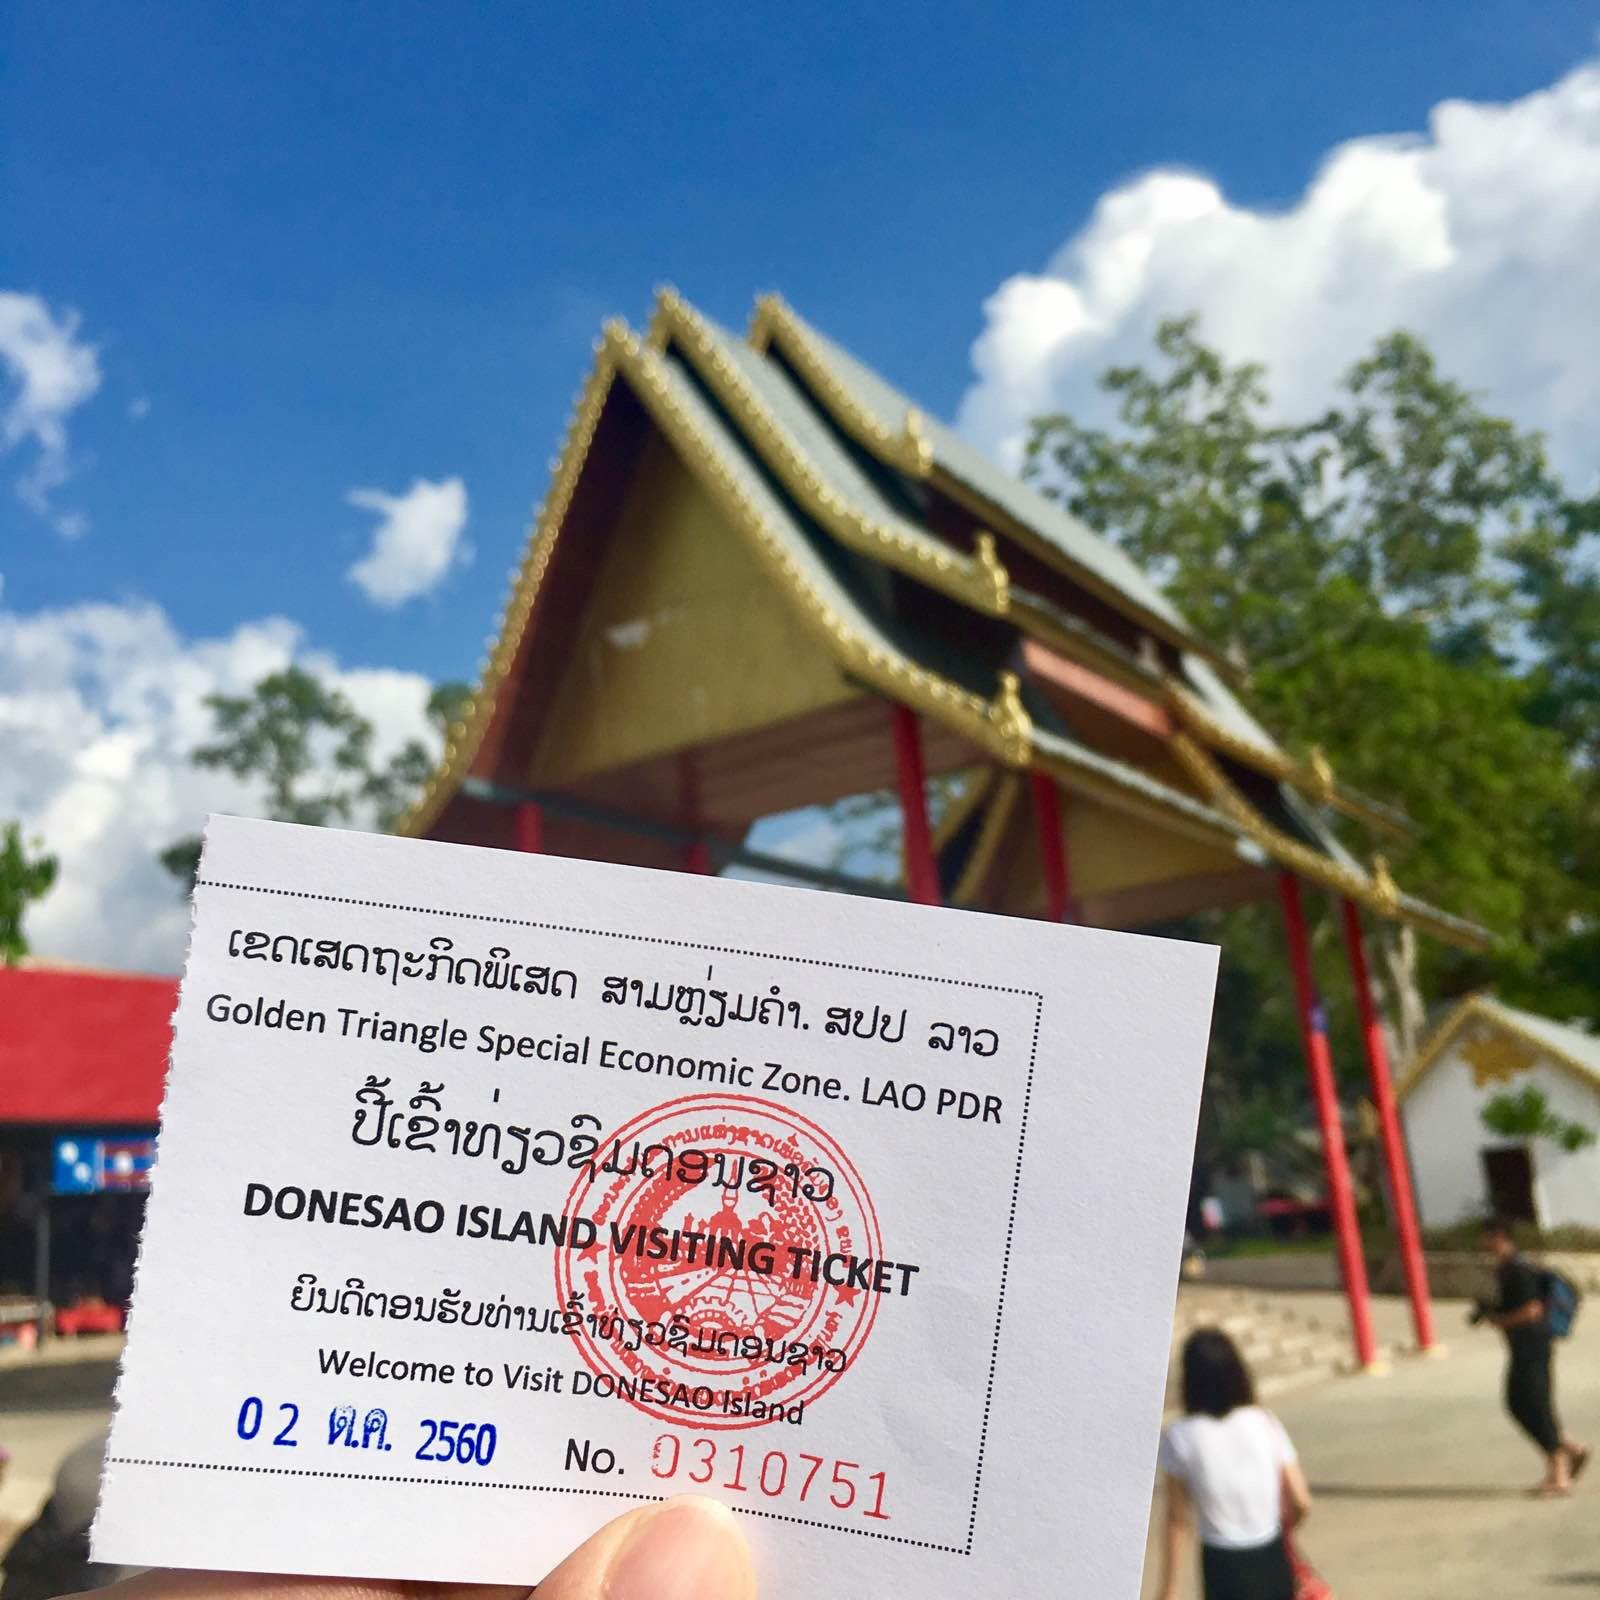 ເຂດເສດຖະກິດພິເສດ ສາມຫຼ່ຽມຄຳ. ສປປ ລາວ
Golden Triangle Special Economic Zone. LAO PDR
ປີ້ເຂົ້າທ່ຽວຊົມດອນຊາວ
DONESAO ISLAND VISITING TICKET
ຍິນດີຕອນຮັບທ່ານເຂົ້າທ່ຽວຊົມດອນຊາວ
Welcome to Visit DONESAO Island
02 ต.ค. 2560 No. 0310751